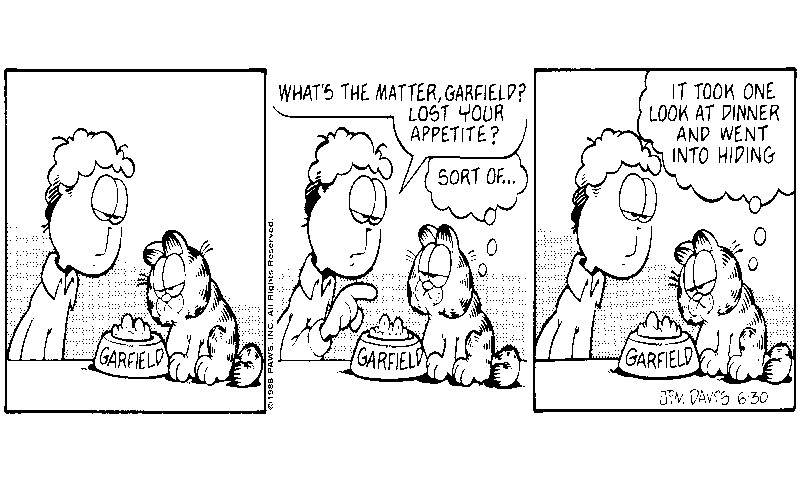 GARFIELD
WHAT'S THE MATTER, GARFIELD?
LOST YOUR
APPETITE?
SORT OF...
GARFIELD
©1988 PAWS, INC. All Rights Reserved.
IT TOOK ONE
LOOK AT DINNER
AND WENT
INTO HIDING
GARFIELD
JIM DAVIS 6·30